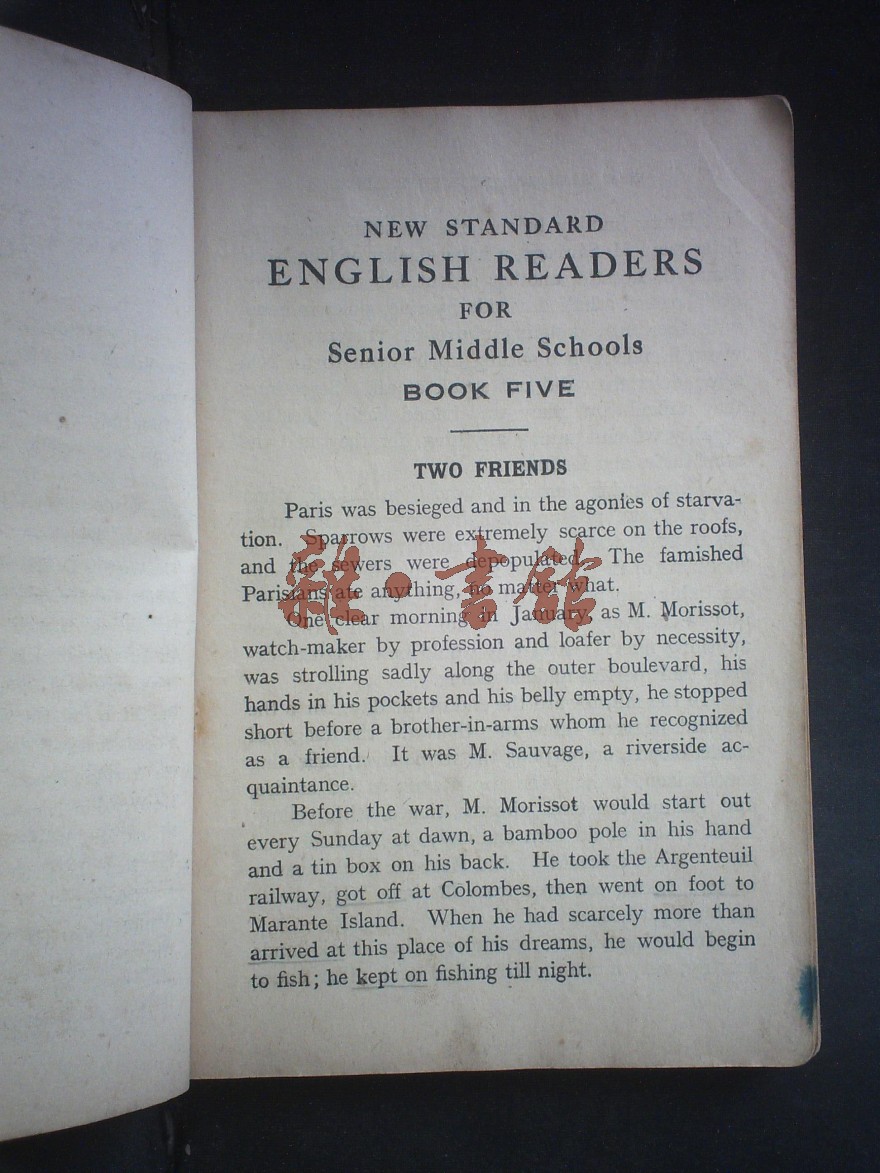 NEW STANDARD
ENGLISH READERS
FOR
Senior Middle Schools
BOOK FIVE
TWO FRIENDS
Paris was besieged and in the agonies of starva-
tion. Sparrows were extremely scarce on the roofs,
and the sewers were depopulated. The famished
Parisians ate anything, no matter what.
One clear morning in January, as M. Morissot,
watch-maker by profession and loafer by necessity,
was strolling sadly along the outer boulevard, his
hands in his pockets and his belly empty, he stopped
short before a brother-in-arms whom he recognized
as a friend. It was M. Sauvage, a riverside ac-
quaintance.
Before the war, M. Morissot would start out
every Sunday at dawn, a bamboo pole in his hand
and a tin box on his back. He took the Argenteuil
railway, got off at Colombes, then went on foot to
Marante Island. When he had scarcely more than
arrived at this place of his dreams, he would begin
to fish; he kept on fishing till night.
雜·書館